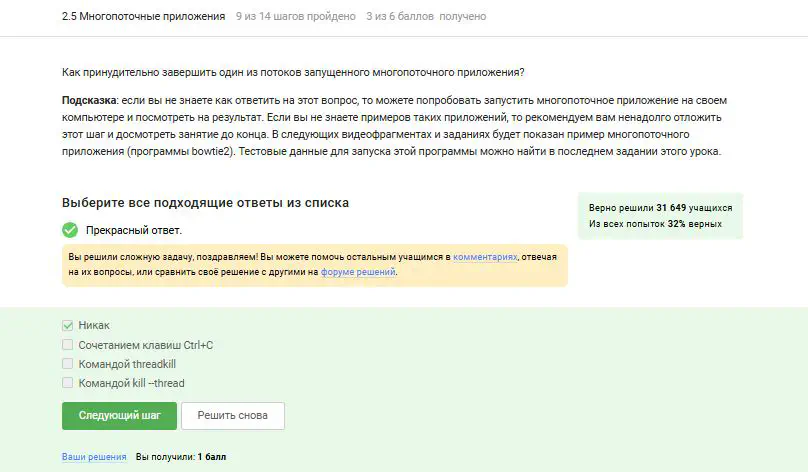 2.5 Многопоточные приложения 9 из 14 шагов пройдено 3 из 6 баллов получено
Как принудительно завершить один из потоков запущенного многопоточного приложения?
Подсказка: если вы не знаете как ответить на этот вопрос, то можете попробовать запустить многопоточное приложение на своем
компьютере и посмотреть на результат. Если вы не знаете примеров таких приложений, то рекомендуем вам ненадолго отложить
этот шаг и досмотреть занятие до конца. В следующих видеофрагментах и заданиях будет показан пример многопоточного
приложения (программы bowtie2). Тестовые данные для запуска этой программы можно найти в последнем задании этого урока.
Выберите все подходящие ответы из списка
Верно решили 31 649 учащихся
Из всех попыток 32% верных
Прекрасный ответ.
Вы решили сложную задачу, поздравляем! Вы можете помочь остальным учащимся в комментариях, отвечая
на их вопросы, или сравнить своё решение с другими на форуме решений.
Никак
Сочетанием клавиш Ctrl+C
Командой threadkill
Командой kill --thread
Следующий шаг Решить снова
Ваши решения Вы получили: 1 балл